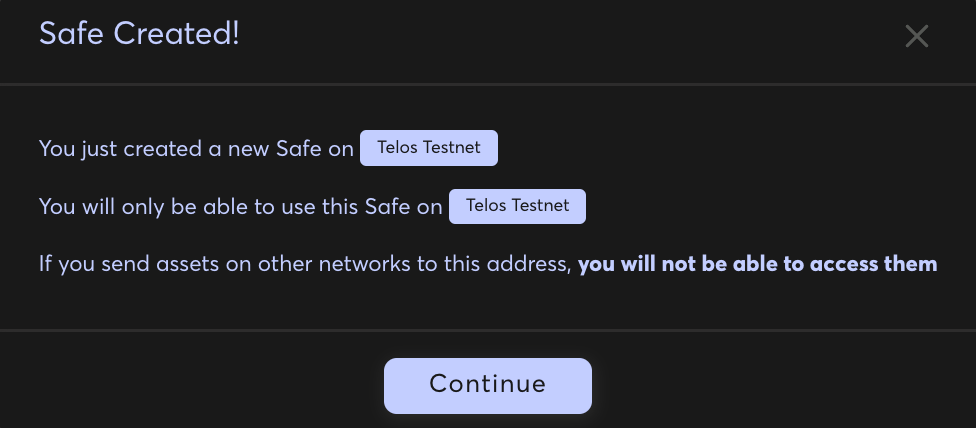 Safe Created!
You just created a new Safe on Telos Testnet
You will only be able to use this Safe on Telos Testnet
If you send assets on other networks to this address, you will not be able to access them
Continue